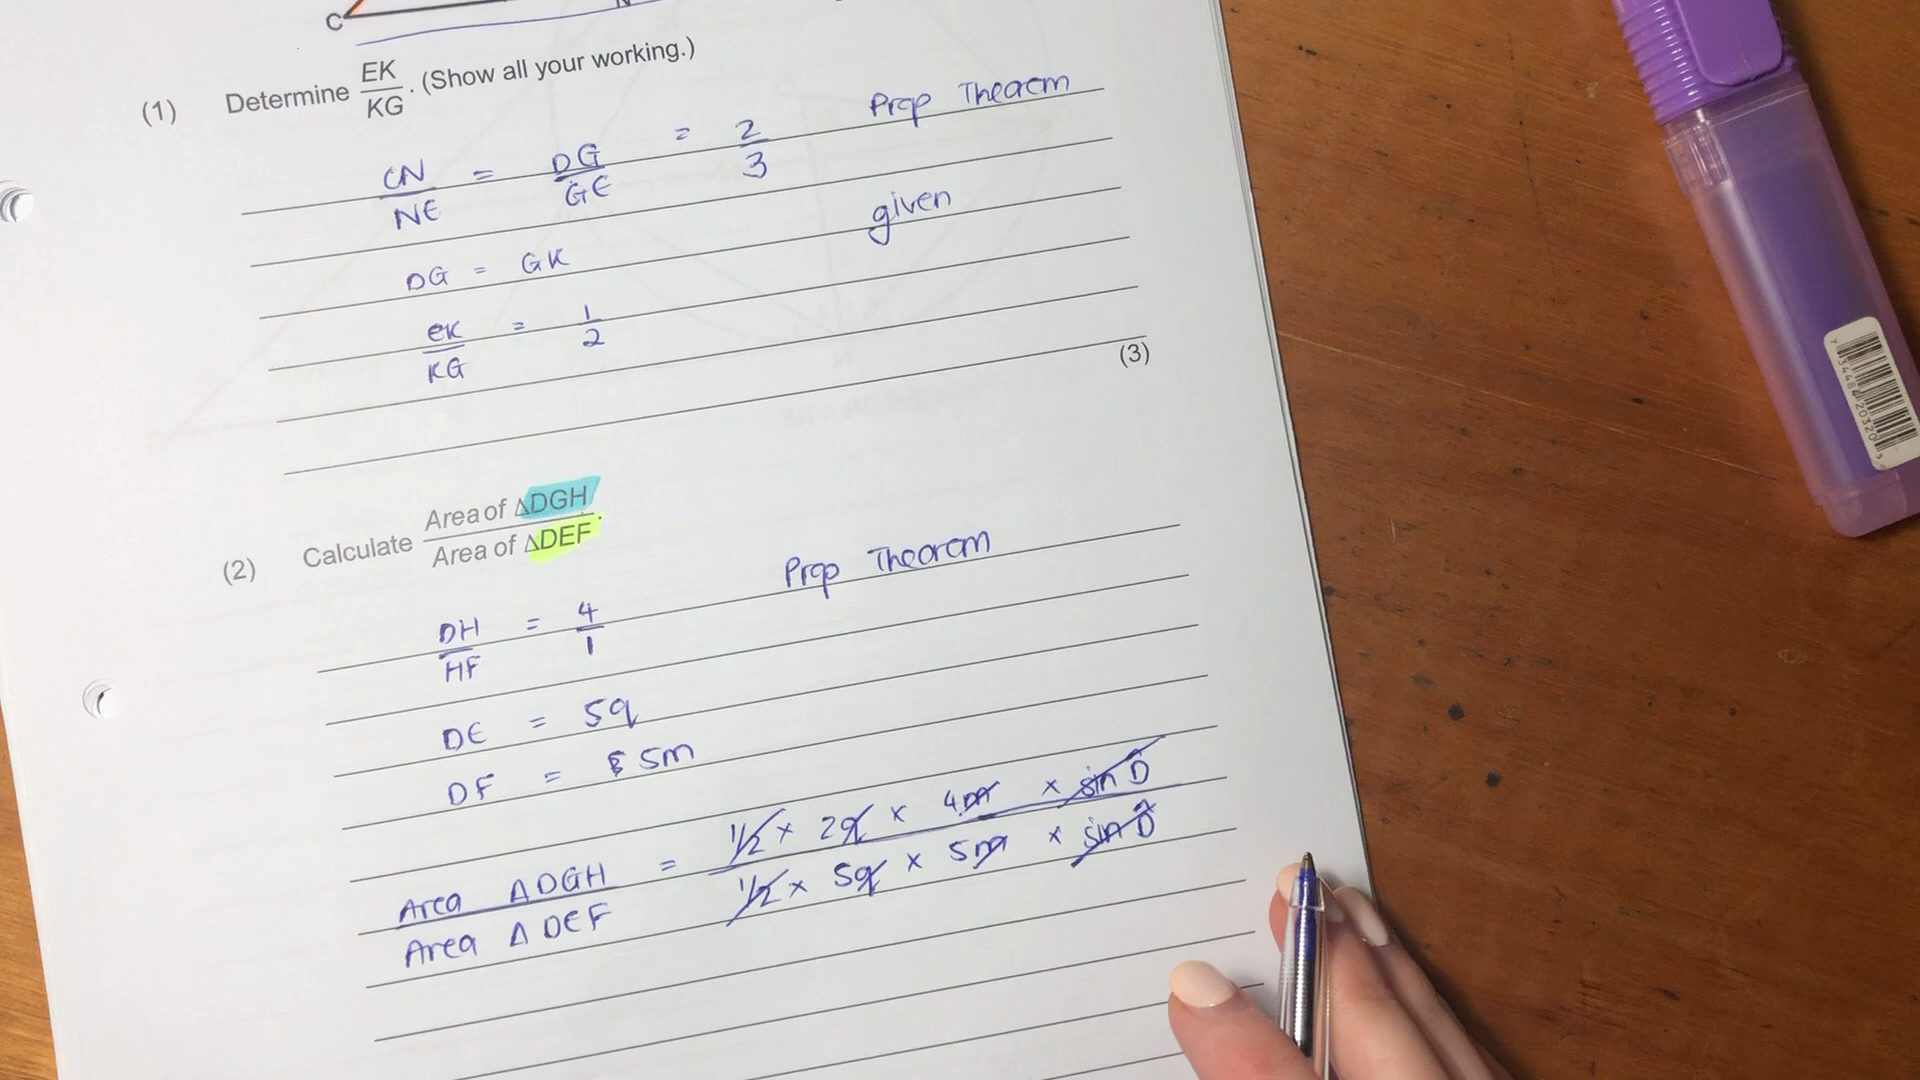 C
(1) Determine EK/KG. (Show all your working.)
CN/NE = DG/GE = 2/3 Prop Theorem
DG = GK given
EK/KG = 1/2
(3)
(2) Calculate Area of ΔDGH/Area of ΔDEF.
DH/HF = 4/1 Prop Theorem
DE = 5q
DF = 5m
Area ΔDGH/Area ΔDEF = 1/2 × 2q × 4m × sin D̂/1/2 × 5q × 5m × sin D̂